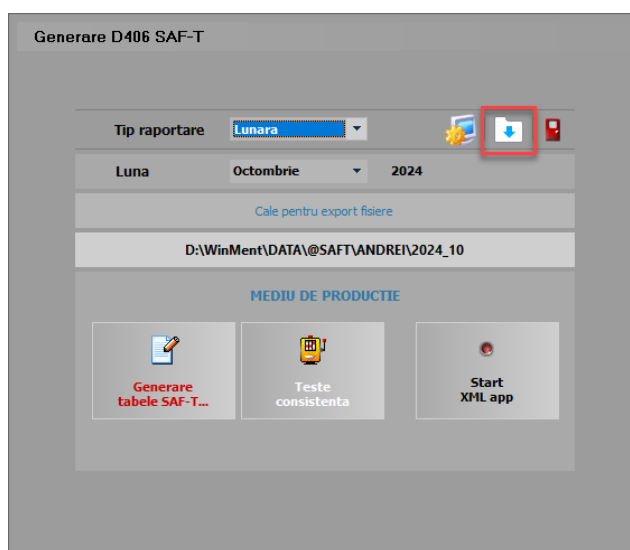 Generare D406 SAF-T
Tip raportare Lunara
Luna Octombrie 2024
Cale pentru export fisiere
D:\WinMent\DATA\@SAFT\ANDREI\2024_10
MEDIU DE PRODUCTIE
Generare
tabele SAF-T...
Teste
consistenta
Start
XML app